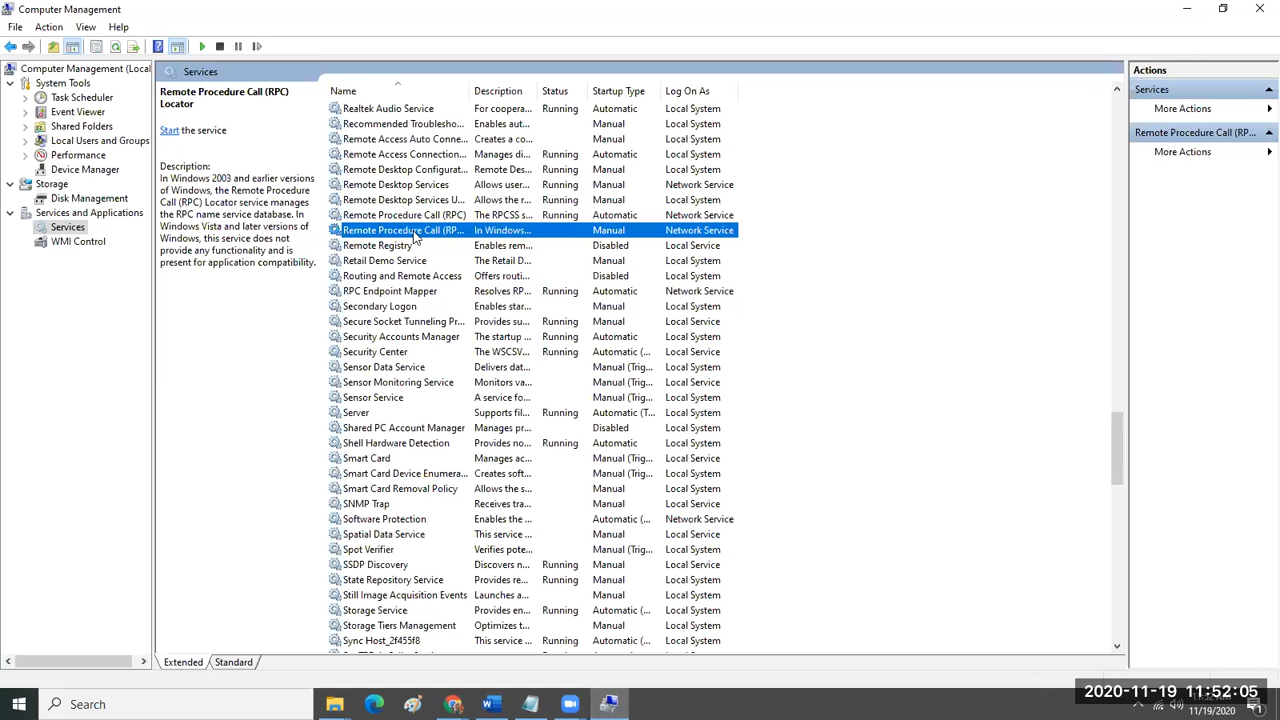 Computer Management
File Action View Help
Computer Management (Local
System Tools
Task Scheduler
Event Viewer
Shared Folders
Local Users and Groups
Performance
Device Manager
Storage
Disk Management
Services and Applications
Services
WMI Control
Services
Remote Procedure Call (RPC)
Locator
Start the service
Description:
In Windows 2003 and earlier versions
of Windows, the Remote Procedure
Call (RPC) Locator service manages
the RPC name service database. In
Windows Vista and later versions of
Windows, this service does not
provide any functionality and is
present for application compatibility.
Name Description Status Startup Type Log On As
Realtek Audio Service For coopera... Running Automatic Local System
Recommended Troublesho... Enables aut... Manual Local System
Remote Access Auto Conne... Creates a co... Manual Local System
Remote Access Connection... Manages di... Running Automatic Local System
Remote Desktop Configurat... Remote Des... Running Manual Local System
Remote Desktop Services Allows user... Running Manual Network Service
Remote Desktop Services U... Allows the r... Running Manual Local System
Remote Procedure Call (RPC) The RPCSS s... Running Automatic Network Service
Remote Procedure Call (RP... In Windows... Manual Network Service
Remote Registry Enables rem... Disabled Local Service
Retail Demo Service The Retail D... Manual Local System
Routing and Remote Access Offers routi... Disabled Local System
RPC Endpoint Mapper Resolves RP... Running Automatic Network Service
Secondary Logon Enables star... Manual Local System
Secure Socket Tunneling Pr... Provides su... Running Manual Local Service
Security Accounts Manager The startup ... Running Automatic Local System
Security Center The WSCSV... Running Automatic (... Local Service
Sensor Data Service Delivers dat... Manual (Trig... Local System
Sensor Monitoring Service Monitors va... Manual (Trig... Local Service
Sensor Service A service fo... Manual (Trig... Local System
Server Supports fil... Running Automatic (T... Local System
Shared PC Account Manager Manages pr... Disabled Local System
Shell Hardware Detection Provides no... Running Automatic Local System
Smart Card Manages ac... Manual (Trig... Local Service
Smart Card Device Enumera... Creates soft... Manual (Trig... Local System
Smart Card Removal Policy Allows the s... Manual Local System
SNMP Trap Receives tra... Manual Local Service
Software Protection Enables the ... Automatic (... Network Service
Spatial Data Service This service ... Manual Local Service
Spot Verifier Verifies pote... Manual (Trig... Local System
SSDP Discovery Discovers n... Running Manual Local Service
State Repository Service Provides re... Running Manual Local System
Still Image Acquisition Events Launches a... Manual Local System
Storage Service Provides en... Running Automatic (... Local System
Storage Tiers Management Optimizes t... Manual Local System
Sync Host_2f455f8 This service ... Running Automatic (... Local System
Extended Standard
Actions
Services
More Actions
Remote Procedure Call (RP...
More Actions
Search
2020-11-19 11:52:05
11/19/2020
1